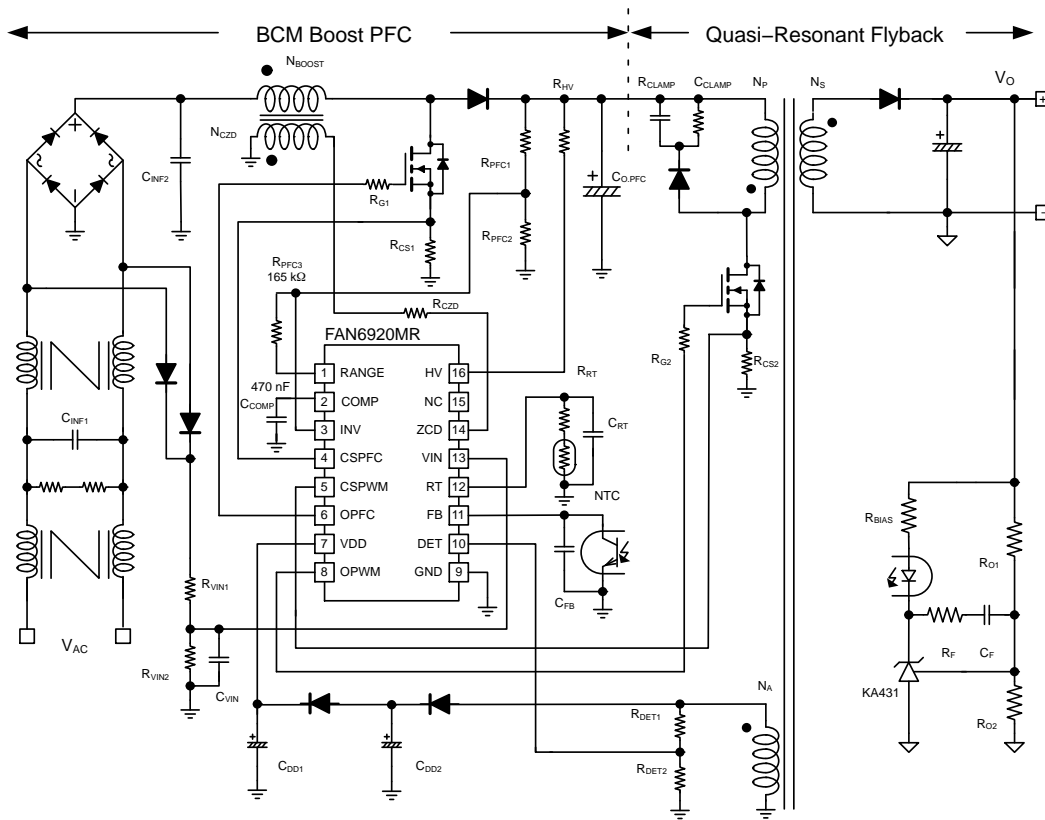 BCM Boost PFC
Quasi−Resonant Flyback
NBOOST
RHV
RCLAMP
CCLAMP
NP
NS
VO
+
−
NCZD
CINF2
RG1
RPFC1
CO.PFC
RPFC2
RCS1
RPFC3
165 kΩ
RCZD
FAN6920MR
RG2
RCS2
RRT
470 nF
CCOMP
1 RANGE
HV 16
2 COMP
NC 15
3 INV
ZCD 14
4 CSPFC
VIN 13
5 CSPWM
RT 12
6 OPFC
FB 11
7 VDD
DET 10
8 OPWM
GND 9
CRT
NTC
CINF1
CFB
RBIAS
RO1
RVIN1
VAC
RVIN2
CVIN
RF
CF
KA431
RO2
NA
RDET1
RDET2
CDD1
CDD2
+
+
+
+
+
−